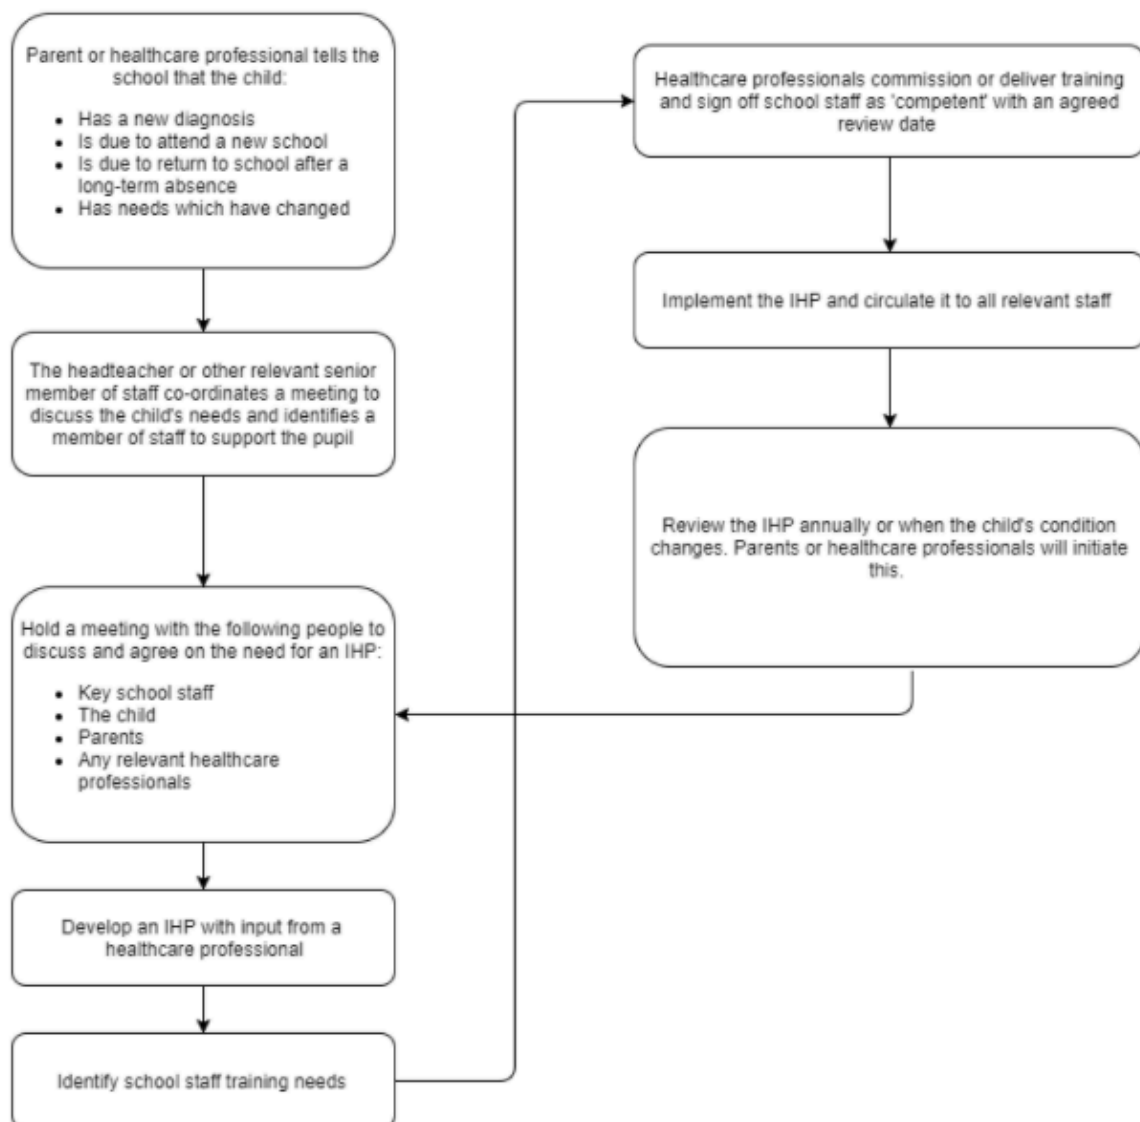 Parent or healthcare professional tells the
school that the child:
• Has a new diagnosis
• Is due to attend a new school
• Is due to return to school after a
long-term absence
• Has needs which have changed
The headteacher or other relevant senior
member of staff co-ordinates a meeting to
discuss the child's needs and identifies a
member of staff to support the pupil
Hold a meeting with the following people to
discuss and agree on the need for an IHP:
• Key school staff
• The child
• Parents
• Any relevant healthcare
professionals
Develop an IHP with input from a
healthcare professional
Identify school staff training needs
Healthcare professionals commission or deliver training
and sign off school staff as 'competent' with an agreed
review date
Implement the IHP and circulate it to all relevant staff
Review the IHP annually or when the child's condition
changes. Parents or healthcare professionals will initiate
this.